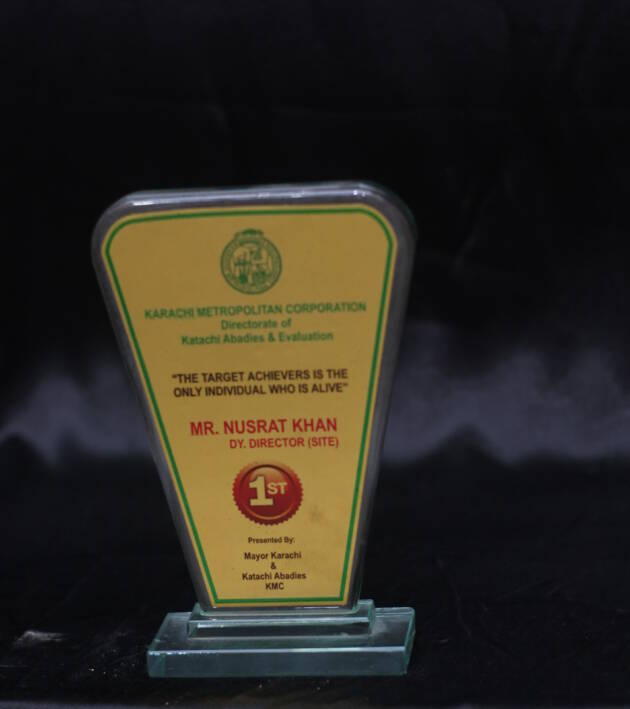 KARACHI METROPOLITAN CORPORATION
Directorate of
Katachi Abadies & Evaluation
"THE TARGET ACHIEVERS IS THE
ONLY INDIVIDUAL WHO IS ALIVE"
MR. NUSRAT KHAN
DY. DIRECTOR (SITE)
1ST
Presented By:
Mayor Karachi
&
Katachi Abadies
KMC